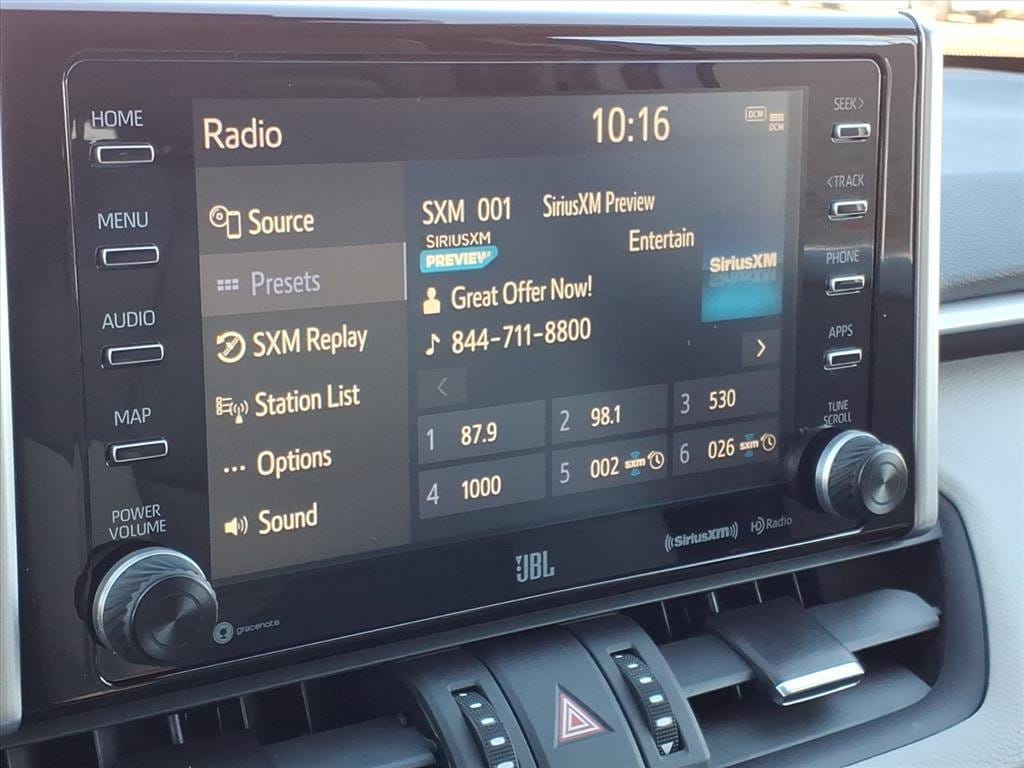 HOME
MENU
AUDIO
MAP
POWER
VOLUME
Radio
10:16
DCM
DCM
Source
Presets
SXM Replay
Station List
Options
Sound
SXM 001 SiriusXM Preview
SIRIUSXM
PREVIEW
Entertain
SiriusXM
Great Offer Now!
844-711-8800
1 87.9
2 98.1
3 530
4 1000
5 002 sxm
6 026 sxm
SEEK>
<TRACK
PHONE
APPS
TUNE
SCROLL
gracenote
JBL
SiriusXM
HD Radio